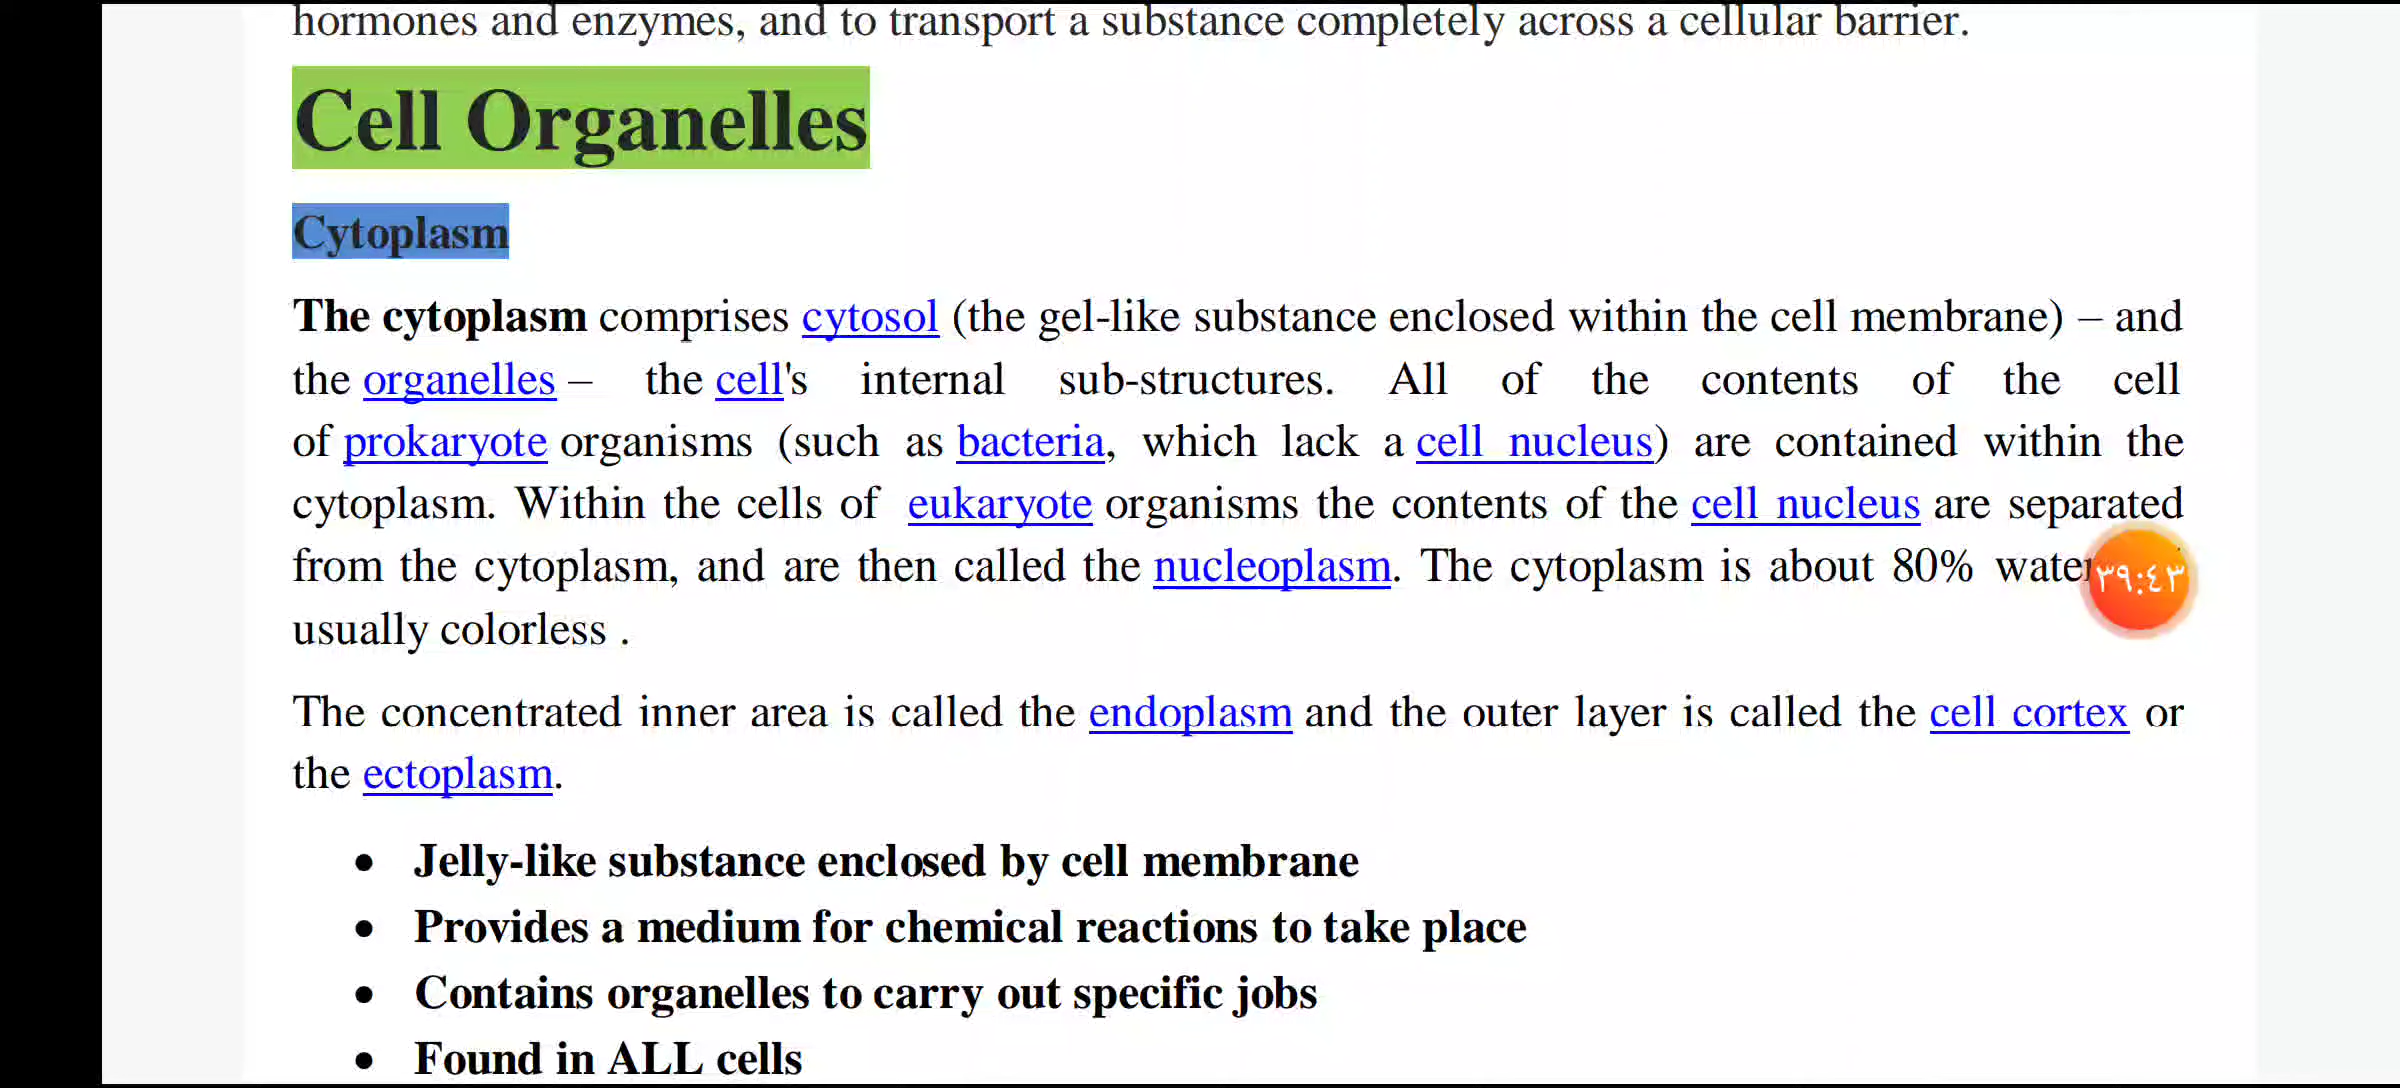 hormones and enzymes, and to transport a substance completely across a cellular barrier.
Cell Organelles
Cytoplasm
The cytoplasm comprises cytosol (the gel-like substance enclosed within the cell membrane) – and
the organelles – the cell's internal sub-structures. All of the contents of the cell
of prokaryote organisms (such as bacteria, which lack a cell nucleus) are contained within the
cytoplasm. Within the cells of eukaryote organisms the contents of the cell nucleus are separated
from the cytoplasm, and are then called the nucleoplasm. The cytoplasm is about 80% water
٣٩:٤٣
usually colorless .
The concentrated inner area is called the endoplasm and the outer layer is called the cell cortex or
the ectoplasm.
• Jelly-like substance enclosed by cell membrane
• Provides a medium for chemical reactions to take place
• Contains organelles to carry out specific jobs
• Found in ALL cells